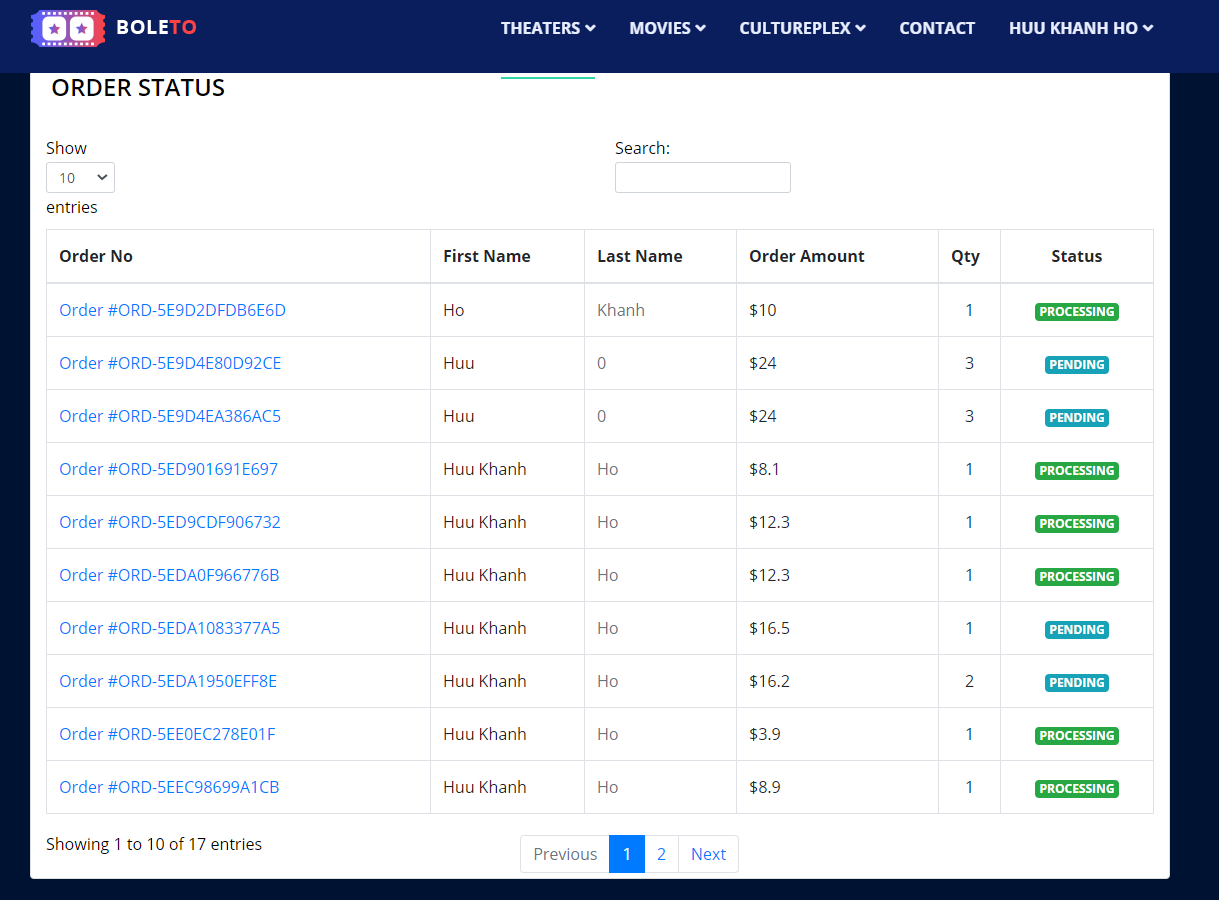 BOLETO
THEATERS MOVIES CULTUREPLEX CONTACT HUU KHANH HO
ORDER STATUS
Show
10
entries
Search:
Order No First Name Last Name Order Amount Qty Status
Order #ORD-5E9D2DFDB6E6D Ho Khanh $10 1 PROCESSING
Order #ORD-5E9D4E80D92CE Huu 0 $24 3 PENDING
Order #ORD-5E9D4EA386AC5 Huu 0 $24 3 PENDING
Order #ORD-5ED901691E697 Huu Khanh Ho $8.1 1 PROCESSING
Order #ORD-5ED9CDF906732 Huu Khanh Ho $12.3 1 PROCESSING
Order #ORD-5EDA0F966776B Huu Khanh Ho $12.3 1 PROCESSING
Order #ORD-5EDA1083377A5 Huu Khanh Ho $16.5 1 PENDING
Order #ORD-5EDA1950EFF8E Huu Khanh Ho $16.2 2 PENDING
Order #ORD-5EE0EC278E01F Huu Khanh Ho $3.9 1 PROCESSING
Order #ORD-5EEC98699A1CB Huu Khanh Ho $8.9 1 PROCESSING
Showing 1 to 10 of 17 entries
Previous 1 2 Next